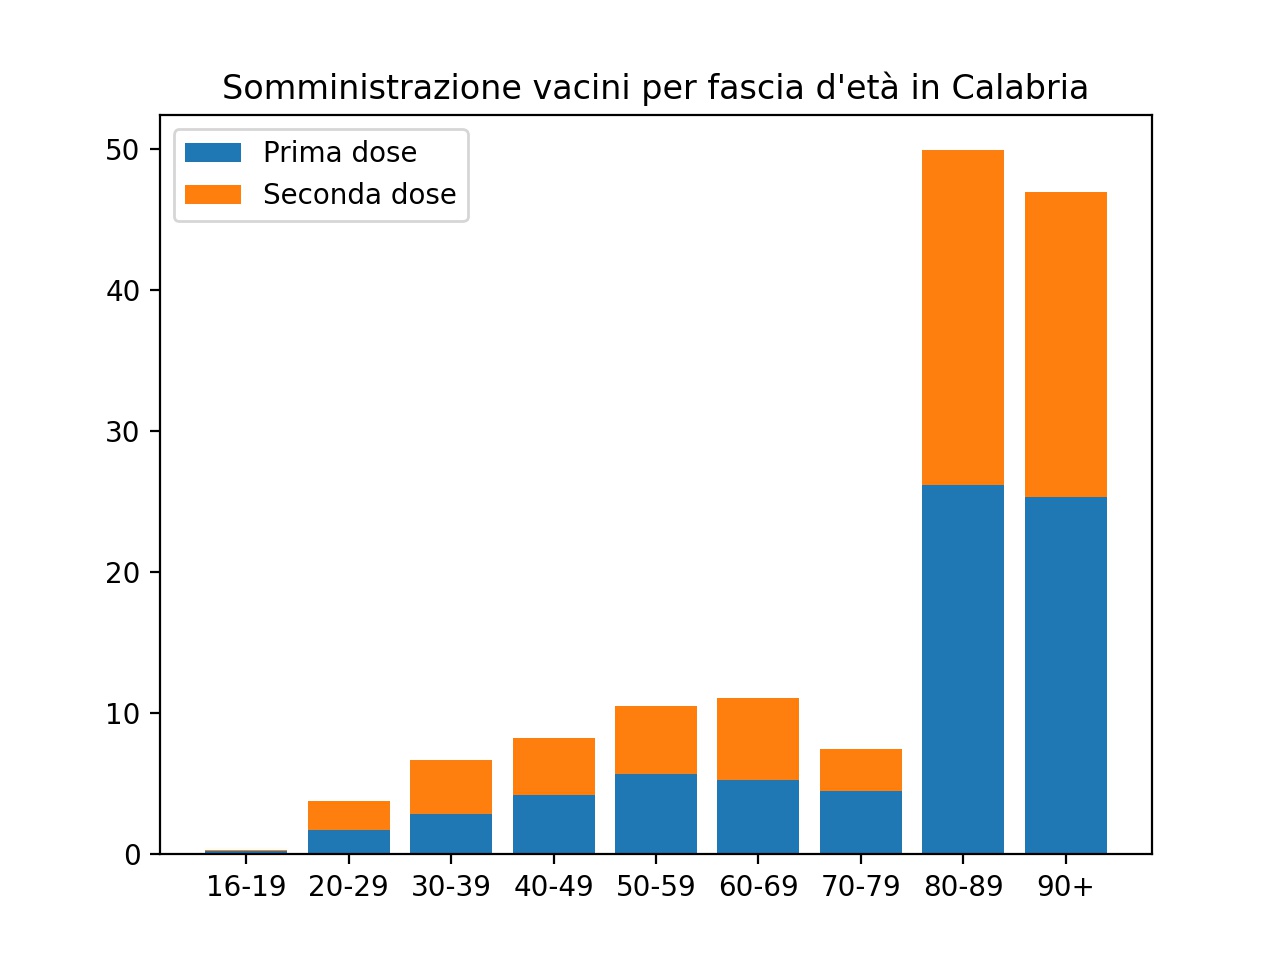 Somministrazione vacini per fascia d'età in Calabria
Prima dose
Seconda dose
50
40
30
20
10
0
16-19 20-29 30-39 40-49 50-59 60-69 70-79 80-89 90+